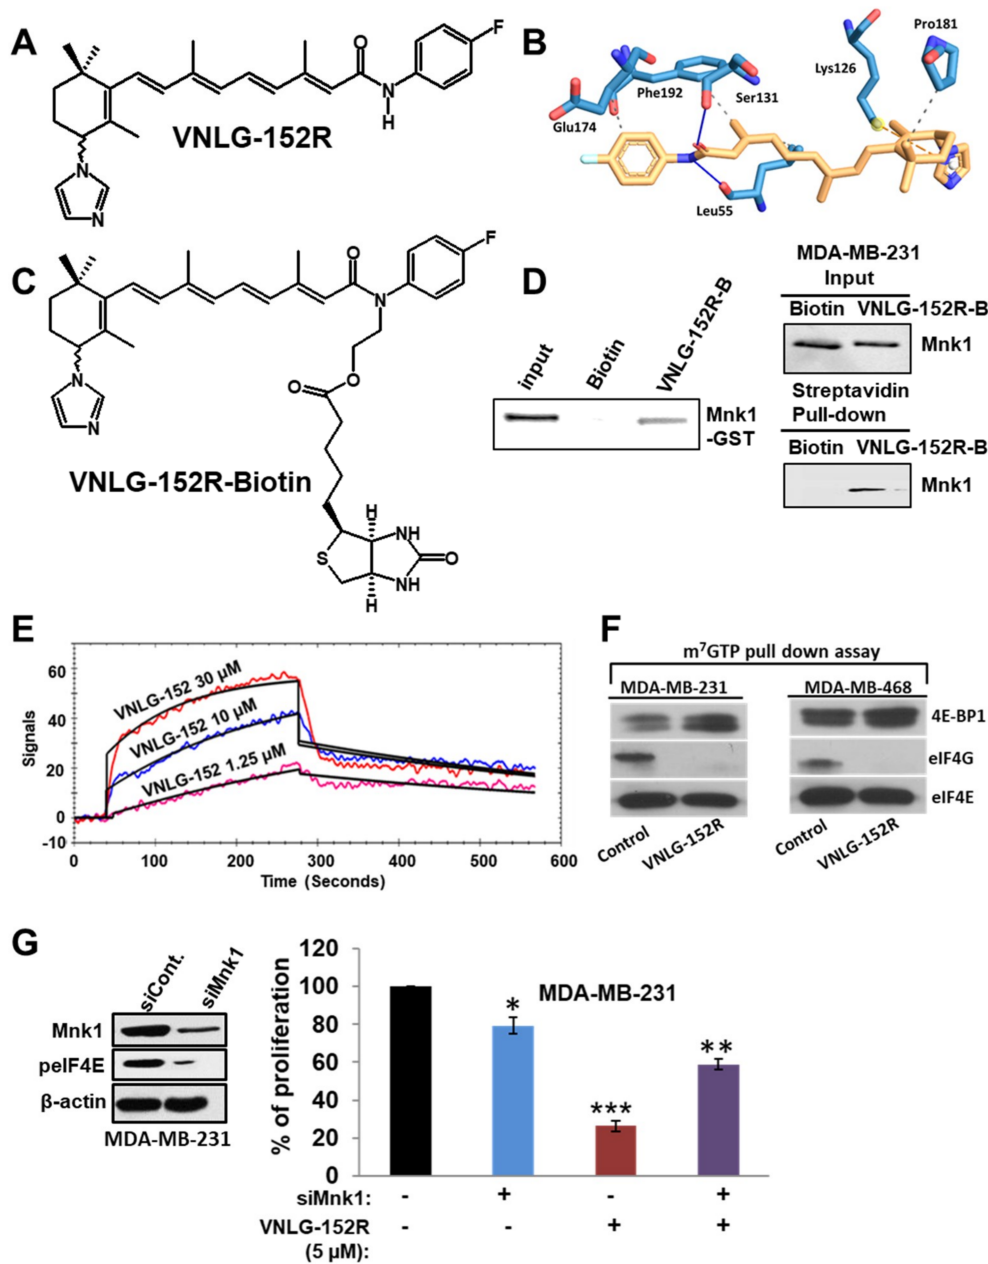 A
F
O
N
H
N
N
VNLG-152R
B
Pro181
Lys126
Phe192
Ser131
Glu174
Leu55
C
F
O
N
N
N
O
O
VNLG-152R-Biotin
H
NH
S
O
NH
H
D
input
Biotin
VNLG-152R-B
Mnk1
-GST
MDA-MB-231
Input
Biotin VNLG-152R-B
Mnk1
Streptavidin
Pull-down
Biotin VNLG-152R-B
Mnk1
E
Signals
60
40
20
0
-10
VNLG-152 30 µM
VNLG-152 10 µM
VNLG-152 1.25 µM
0 100 200 300 400 500 600
Time (Seconds)
F
m7GTP pull down assay
MDA-MB-231 MDA-MB-468
4E-BP1
eIF4G
eIF4E
Control VNLG-152R Control VNLG-152R
G
siCont. siMnk1
Mnk1
peIF4E
β-actin
MDA-MB-231
% of proliferation
120
100
80
60
40
20
0
MDA-MB-231
*
***
**
siMnk1: - + - +
VNLG-152R - - + +
(5 µM):